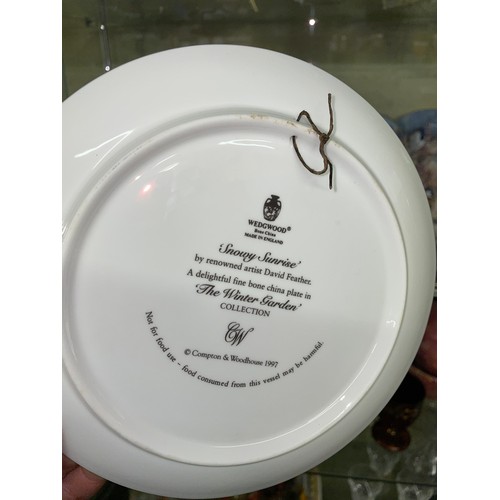 WEDGWOOD®
Bone China
MADE IN ENGLAND
'Snowy Sunrise'
by renowned artist David Feather.
A delightful fine bone china plate in
'The Winter Garden'
COLLECTION
CW
© Compton & Woodhouse 1997
Not for food use - food consumed from this vessel may be harmful.